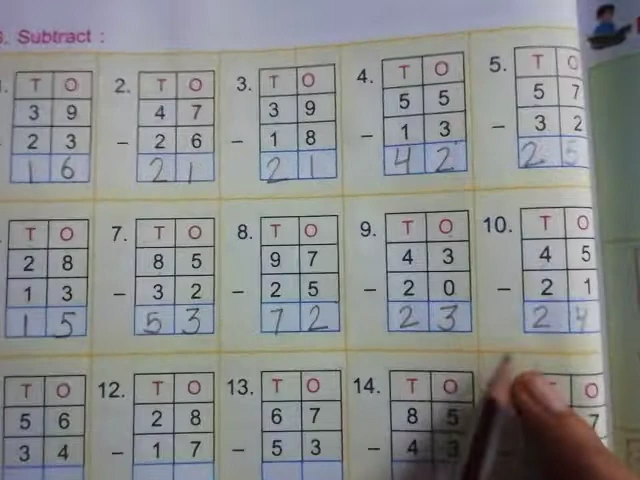 . Subtract :
1. T O 2. T O 3. T O 4. T O 5. T O
3 9 4 7 3 9 5 5 5 7
2 3 – 2 6 – 1 8 – 1 3 – 3 2
1 6 2 1 2 1 4 2 2 5
T O 7. T O 8. T O 9. T O 10. T O
2 8 8 5 9 7 4 3 4 5
1 3 – 3 2 – 2 5 – 2 0 – 2 1
1 5 5 3 7 2 2 3 2 4
T O 12. T O 13. T O 14. T O O
5 6 2 8 6 7 8 5 7
3 4 – 1 7 – 5 3 – 4 3